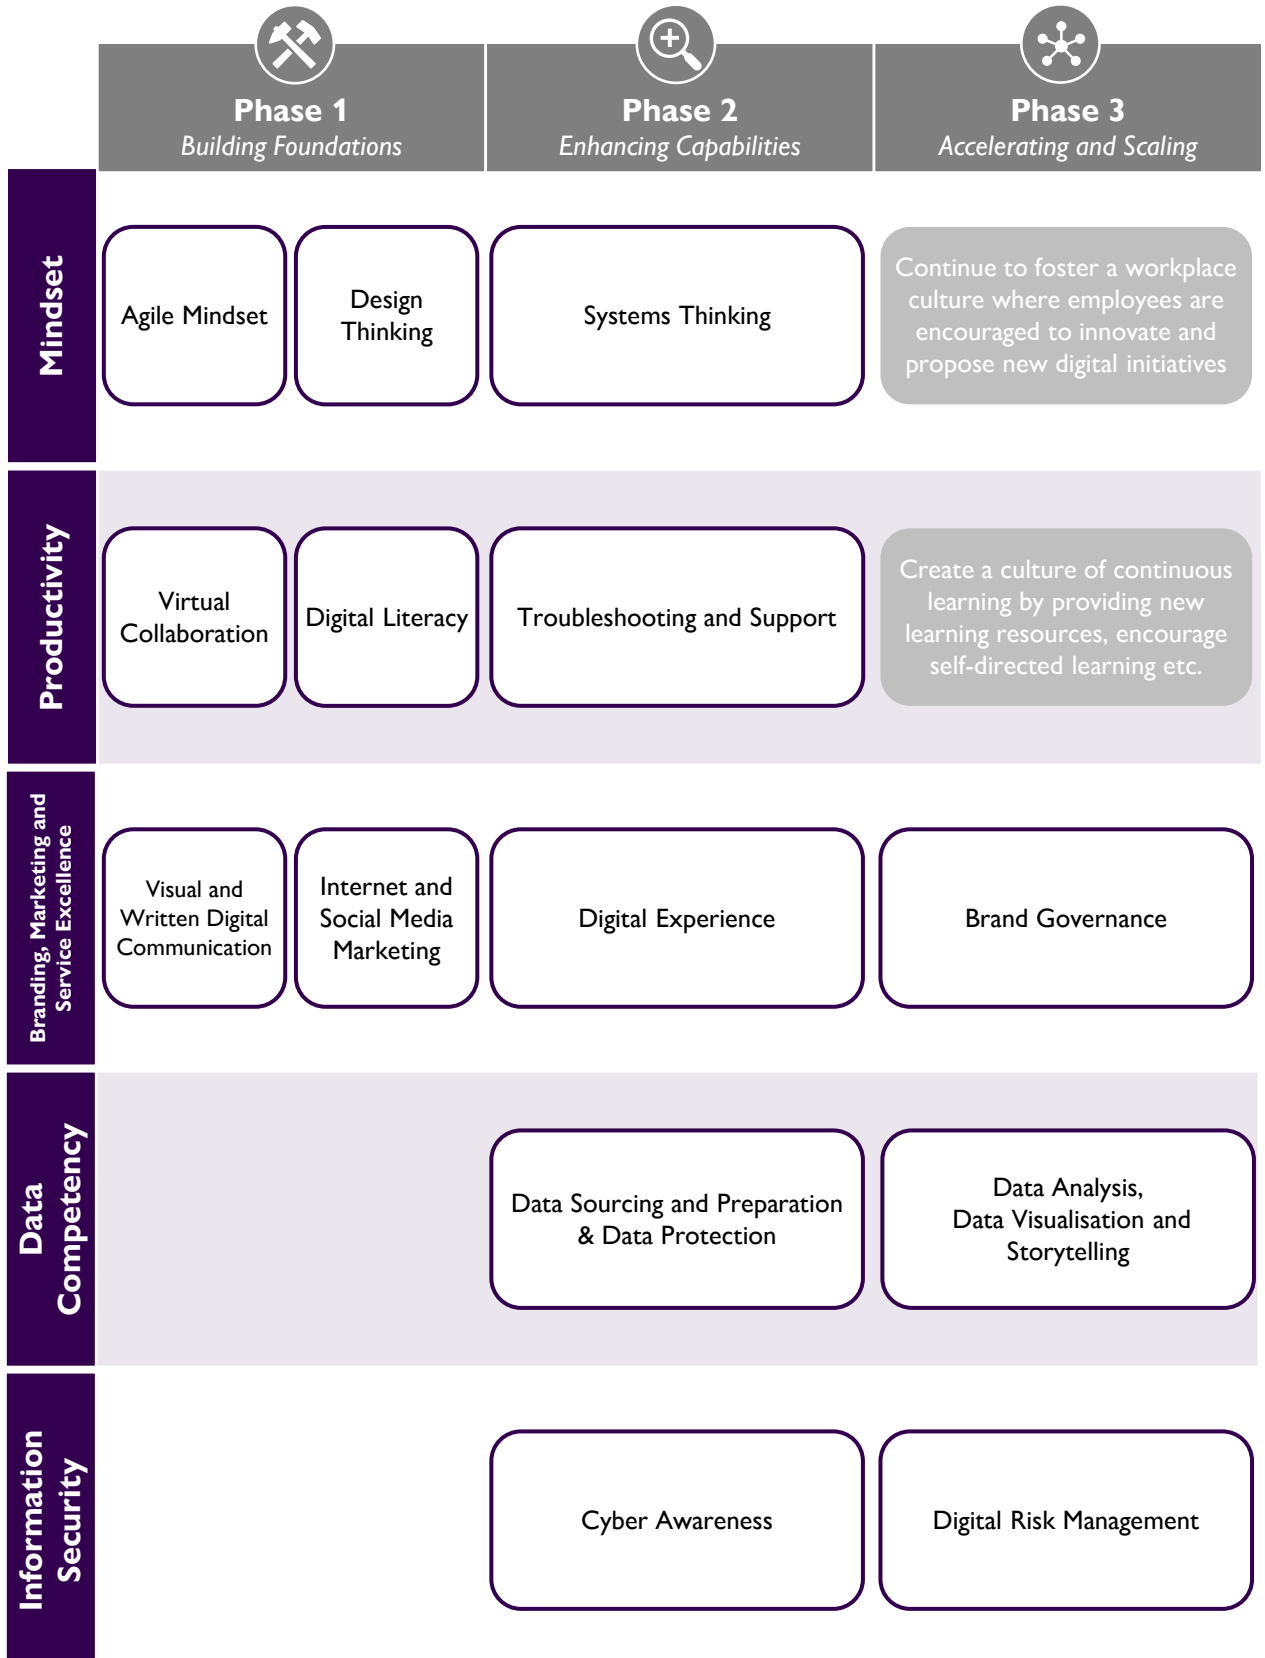 Phase 1
Building Foundations
Phase 2
Enhancing Capabilities
Phase 3
Accelerating and Scaling
Mindset
Agile Mindset
Design
Thinking
Systems Thinking
Continue to foster a workplace
culture where employees are
encouraged to innovate and
propose new digital initiatives
Productivity
Virtual
Collaboration
Digital Literacy
Troubleshooting and Support
Create a culture of continuous
learning by providing new
learning resources, encourage
self-directed learning etc.
Branding, Marketing and
Service Excellence
Visual and
Written Digital
Communication
Internet and
Social Media
Marketing
Digital Experience
Brand Governance
Data
Competency
Data Sourcing and Preparation
& Data Protection
Data Analysis,
Data Visualisation and
Storytelling
Information
Security
Cyber Awareness
Digital Risk Management